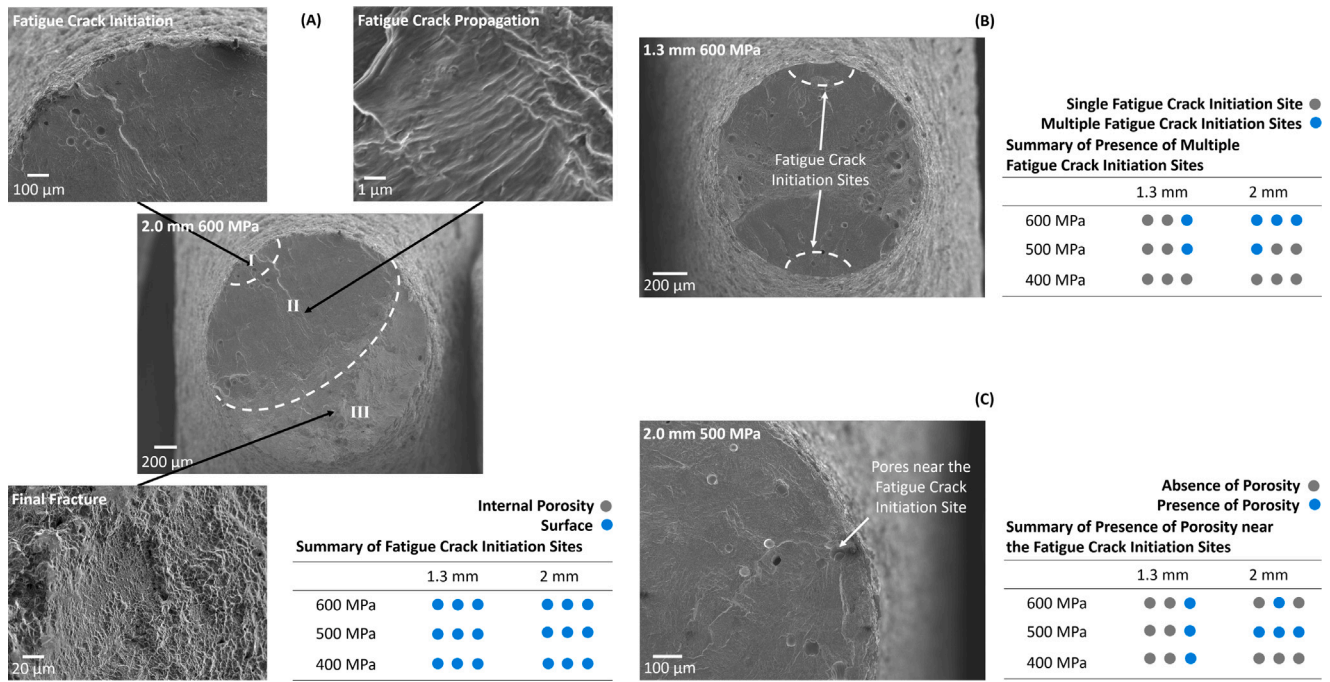 (A)
Fatigue Crack Initiation
100 µm
Fatigue Crack Propagation
1 µm
2.0 mm 600 MPa
I
II
III
200 µm
Final Fracture
20 µm
Internal Porosity
Surface
Summary of Fatigue Crack Initiation Sites
1.3 mm 2 mm
600 MPa
500 MPa
400 MPa
(B)
1.3 mm 600 MPa
Fatigue Crack
Initiation Sites
200 µm
Single Fatigue Crack Initiation Site
Multiple Fatigue Crack Initiation Sites
Summary of Presence of Multiple
Fatigue Crack Initiation Sites
1.3 mm 2 mm
600 MPa
500 MPa
400 MPa
(C)
2.0 mm 500 MPa
Pores near the
Fatigue Crack
Initiation Site
100 µm
Absence of Porosity
Presence of Porosity
Summary of Presence of Porosity near
the Fatigue Crack Initiation Sites
1.3 mm 2 mm
600 MPa
500 MPa
400 MPa